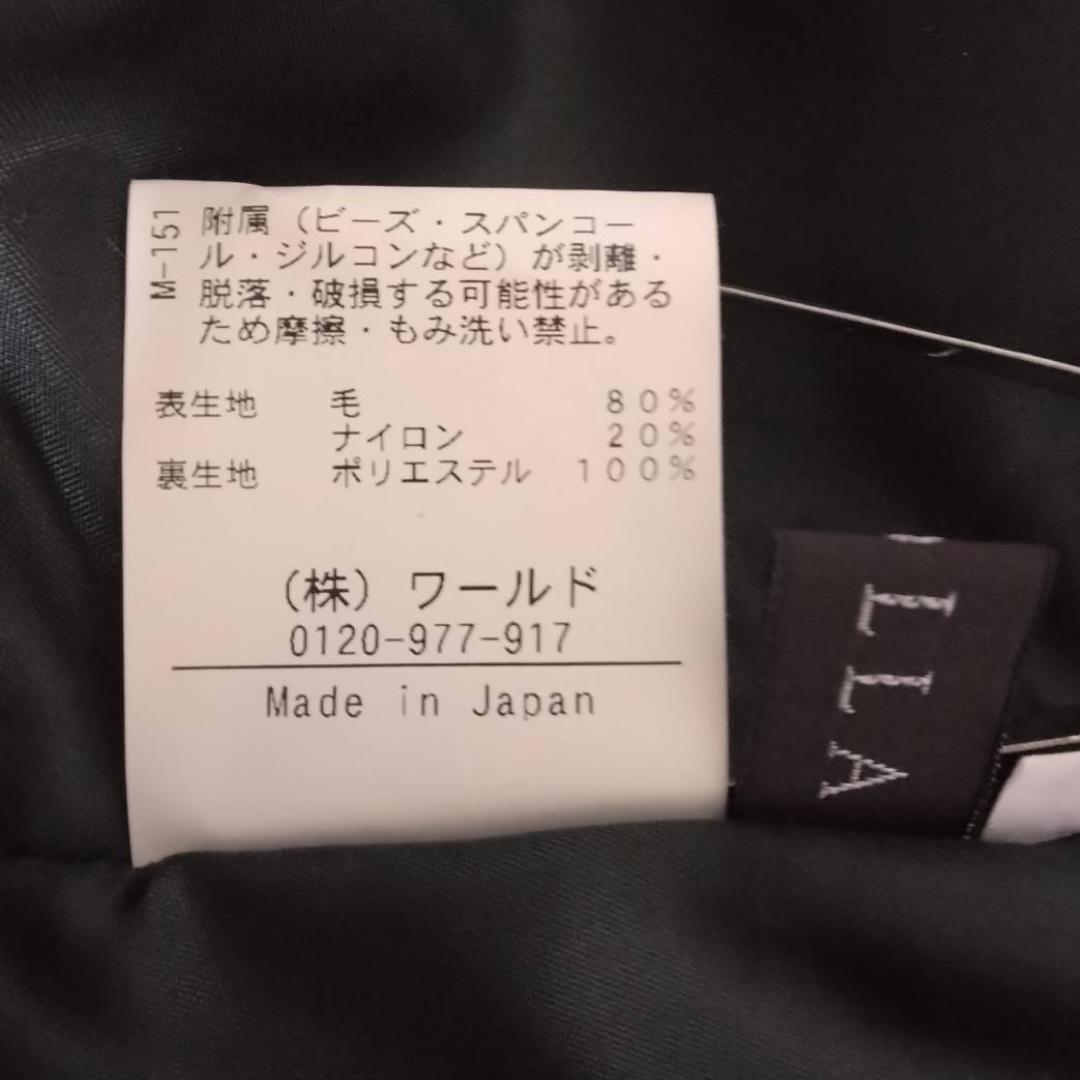 M-151
附属（ビーズ・スパンコー
ル・ジルコンなど）が剥離・
脱落・破損する可能性がある
ため摩擦・もみ洗い禁止。
表生地 毛 80%
ナイロン 20%
裏生地 ポリエステル 100%
（株）ワールド
0120-977-917
Made in Japan
LLA